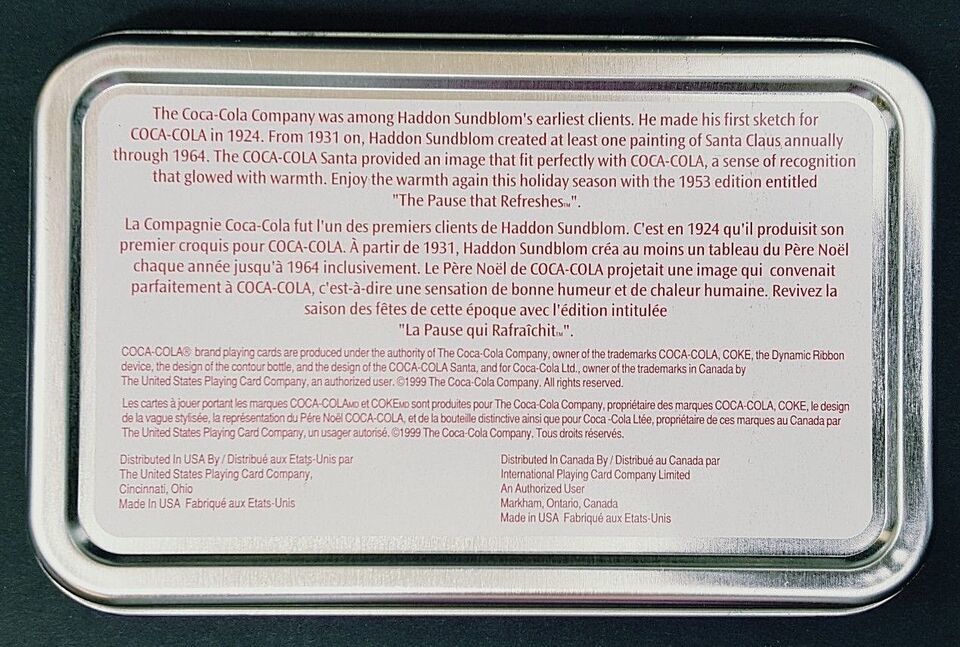 The Coca-Cola Company was among Haddon Sundblom's earliest clients. He made his first sketch for
COCA-COLA in 1924. From 1931 on, Haddon Sundblom created at least one painting of Santa Claus annually
through 1964. The COCA-COLA Santa provided an image that fit perfectly with COCA-COLA, a sense of recognition
that glowed with warmth. Enjoy the warmth again this holiday season with the 1953 edition entitled
"The Pause that Refreshes™".
La Compagnie Coca-Cola fut l'un des premiers clients de Haddon Sundblom. C'est en 1924 qu'il produisit son
premier croquis pour COCA-COLA. À partir de 1931, Haddon Sundblom créa au moins un tableau du Père Noël
chaque année jusqu'à 1964 inclusivement. Le Père Noël de COCA-COLA projetait une image qui convenait
parfaitement à COCA-COLA, c'est-à-dire une sensation de bonne humeur et de chaleur humaine. Revivez la
saison des fêtes de cette époque avec l'édition intitulée
"La Pause qui Rafraîchit™".
COCA-COLA® brand playing cards are produced under the authority of The Coca-Cola Company, owner of the trademarks COCA-COLA, COKE, the Dynamic Ribbon
device, the design of the contour bottle, and the design of the COCA-COLA Santa, and for Coca-Cola Ltd., owner of the trademarks in Canada by
The United States Playing Card Company, an authorized user. ©1999 The Coca-Cola Company. All rights reserved.
Les cartes à jouer portant les marques COCA-COLAMD et COKEMD sont produites pour The Coca-Cola Company, propriétaire des marques COCA-COLA, COKE, le design
de la vague stylisée, la représentation du Père Noël COCA-COLA, et de la bouteille distinctive ainsi que pour Coca -Cola Ltée, propriétaire de ces marques au Canada par
The United States Playing Card Company, un usager autorisé. ©1999 The Coca-Cola Company. Tous droits réservés.
Distributed In USA By / Distribué aux Etats-Unis par
The United States Playing Card Company,
Cincinnati, Ohio
Made In USA Fabriqué aux Etats-Unis
Distributed In Canada By / Distribué au Canada par
International Playing Card Company Limited
An Authorized User
Markham, Ontario, Canada
Made in USA Fabriqué aux Etats-Unis